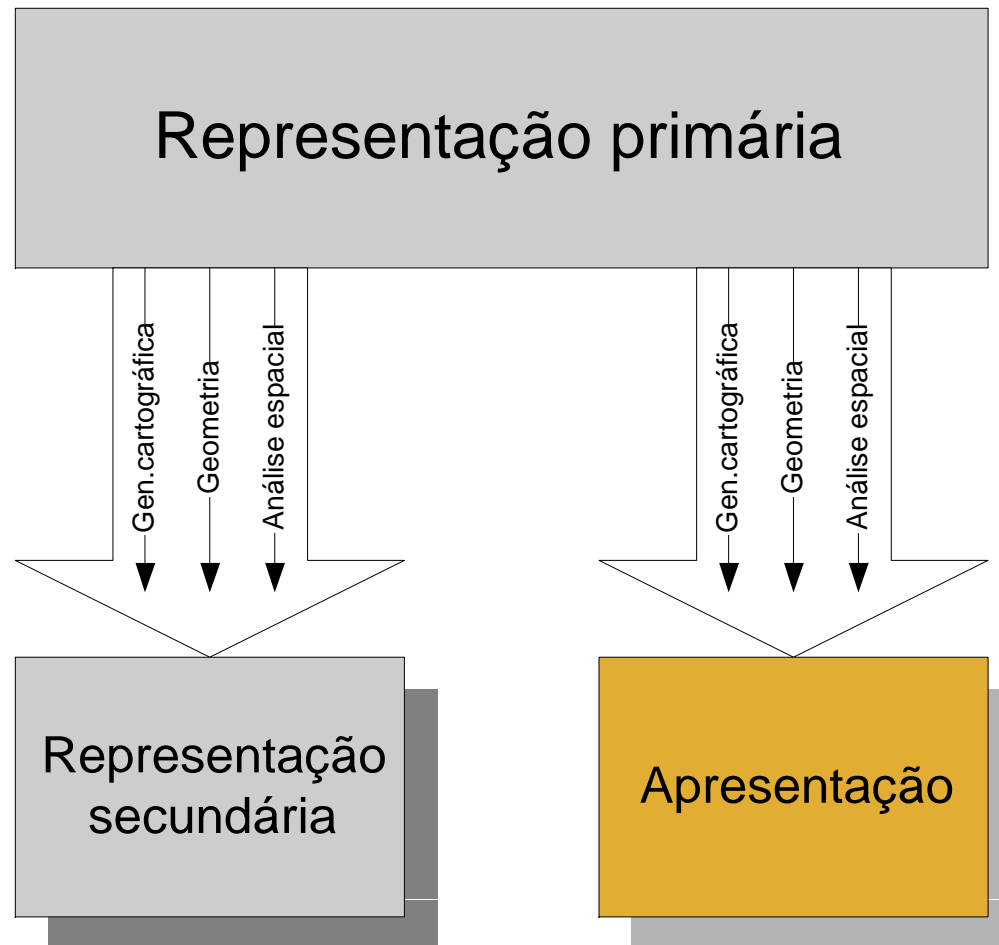 Representação primária
Gen.cartográfica
Geometria
Análise espacial
Gen.cartográfica
Geometria
Análise espacial
Representação
secundária
Apresentação